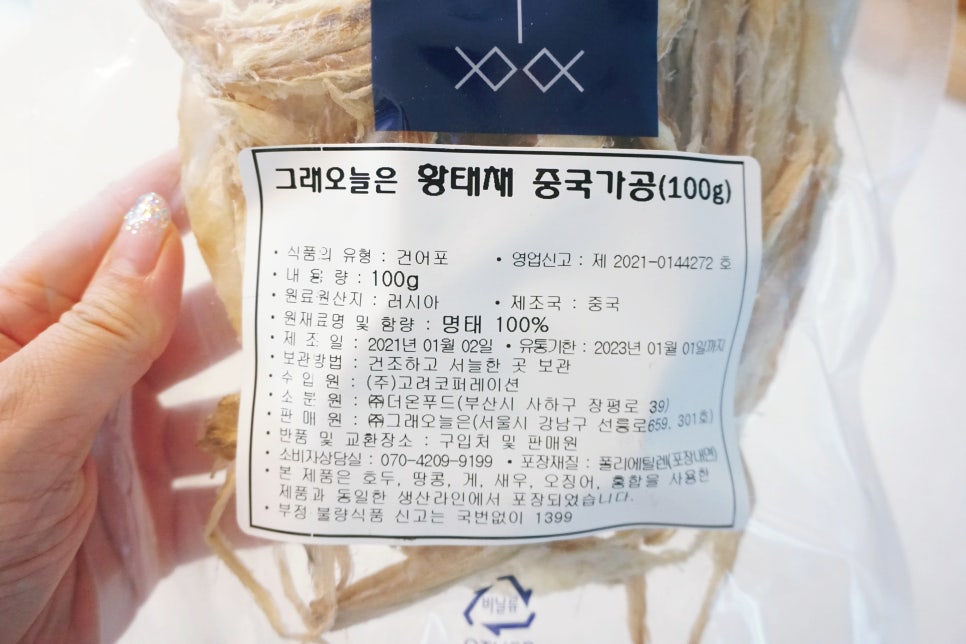 그래오늘은 황태채 중국가공(100g)
· 식품의 유형 : 건어포 · 영업신고 : 제 2021-0144272 호
· 내 용 량 : 100g
· 원료원산지 : 러시아 · 제조국 : 중국
· 원재료명 및 함량 : 명태 100%
· 제 조 일 : 2021년 01월 02일 · 유통기한 : 2023년 01월 01일까지
· 보관방법 : 건조하고 서늘한 곳 보관
· 수 입 원 : (주)고려코퍼레이션
· 소 분 원 : ㈜더온푸드(부산시 사하구 장평로 39)
· 판 매 원 : ㈜그래오늘은(서울시 강남구 선릉로659, 301호)
· 반품 및 교환장소 : 구입처 및 판매원
· 소비자상담실 : 070-4209-9199 · 포장재질 : 폴리에틸렌(포장내면)
· 본 제품은 호두, 땅콩, 게, 새우, 오징어, 홍합을 사용한
제품과 동일한 생산라인에서 포장되었습니다.
· 부정 불량식품 신고는 국번없이 1399
비닐류